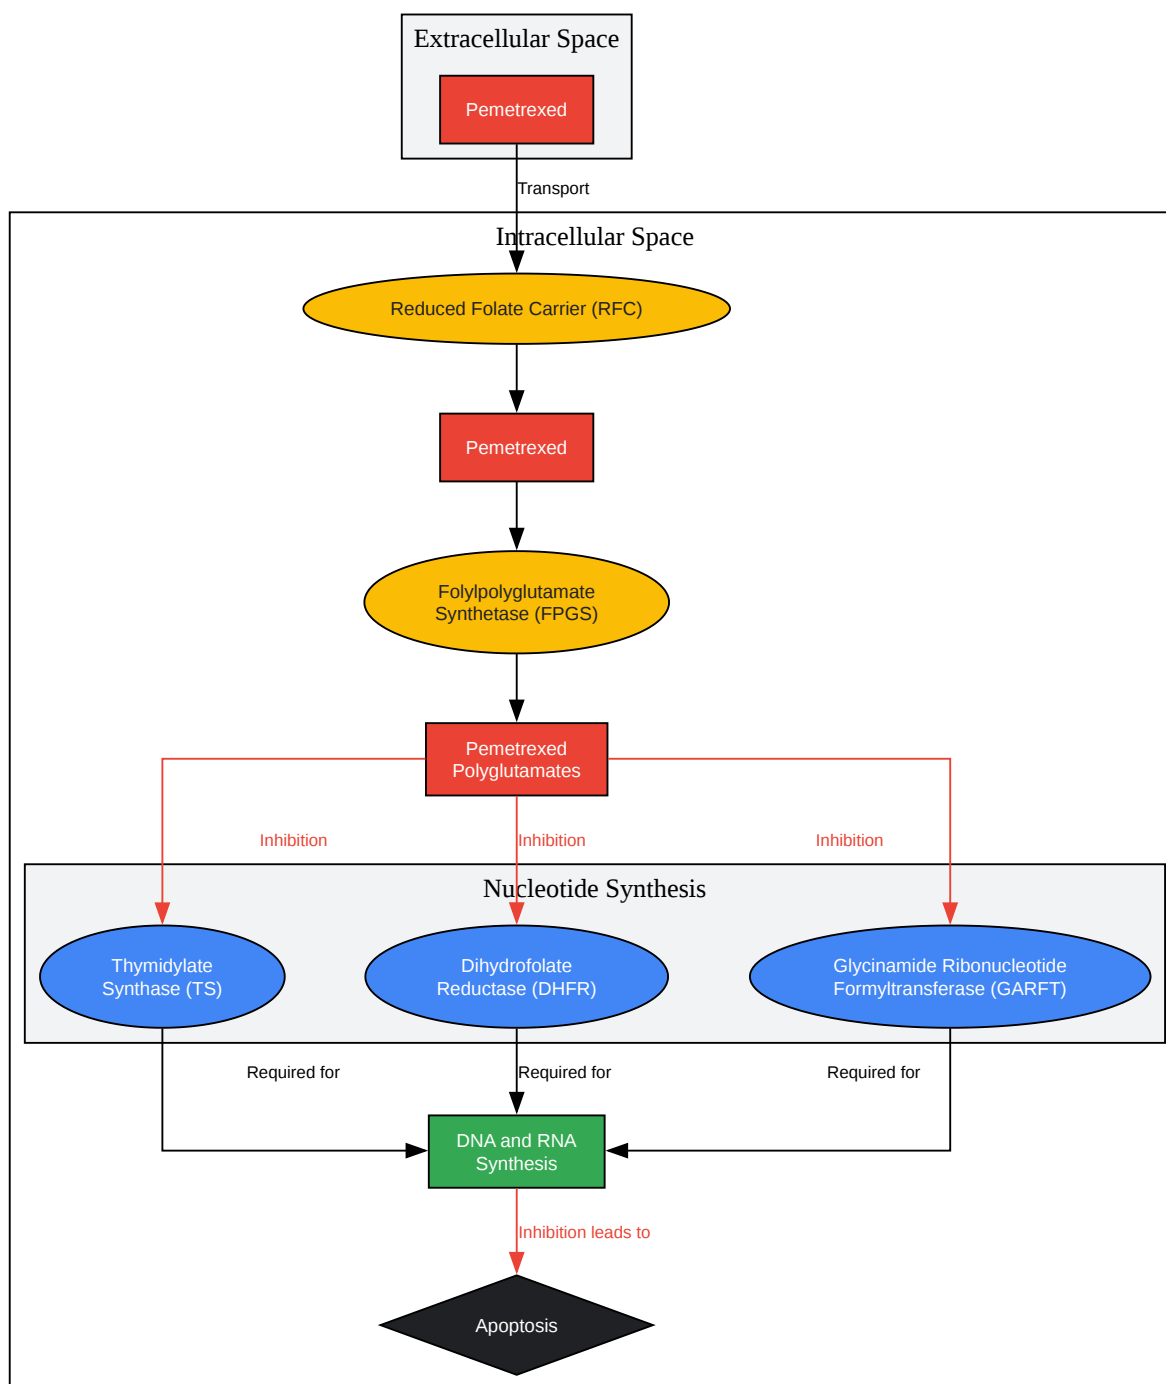 Extracellular Space
Pemetrexed
Transport
Intracellular Space
Reduced Folate Carrier (RFC)
Pemetrexed
Folylpolyglutamate
Synthetase (FPGS)
Pemetrexed
Polyglutamates
Inhibition
Inhibition
Inhibition
Nucleotide Synthesis
Thymidylate
Synthase (TS)
Dihydrofolate
Reductase (DHFR)
Glycinamide Ribonucleotide
Formyltransferase (GARFT)
Required for
Required for
Required for
DNA and RNA
Synthesis
Inhibition leads to
Apoptosis